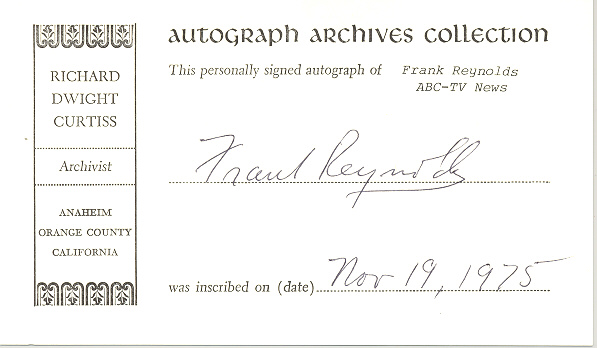 RICHARD
DWIGHT
CURTISS
Archivist
ANAHEIM
ORANGE COUNTY
CALIFORNIA
autograph archives collection
This personally signed autograph of Frank Reynolds
ABC-TV News
Frank Reynolds
was inscribed on (date) Nov 19, 1975